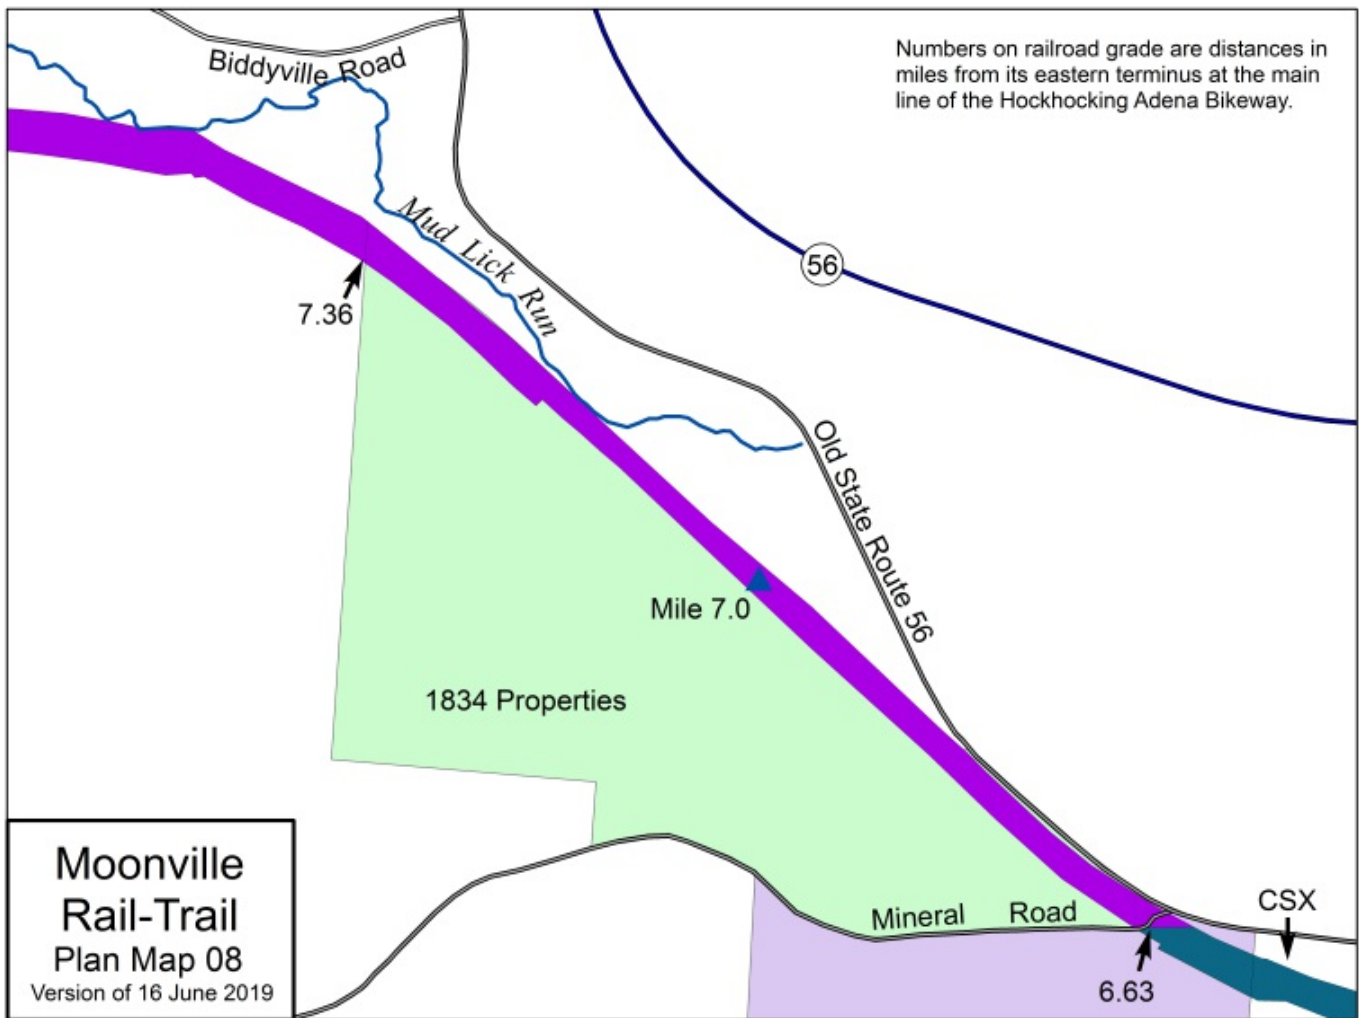 Numbers on railroad grade are distances in
miles from its eastern terminus at the main
line of the Hockhocking Adena Bikeway.
Biddyville Road
Mud Lick Run
56
7.36
Old State Route 56
Mile 7.0
1834 Properties
Mineral Road
CSX
6.63
Moonville
Rail-Trail
Plan Map 08
Version of 16 June 2019